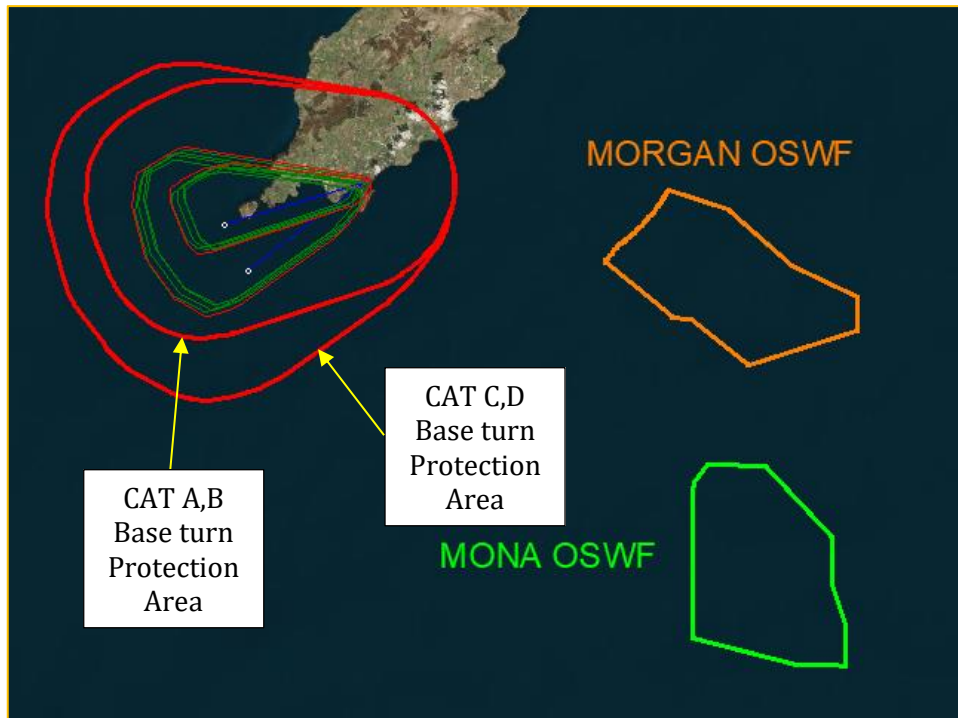 MORGAN OSWF
CAT C,D
Base turn
Protection
Area
CAT A,B
Base turn
Protection
Area
MONA OSWF